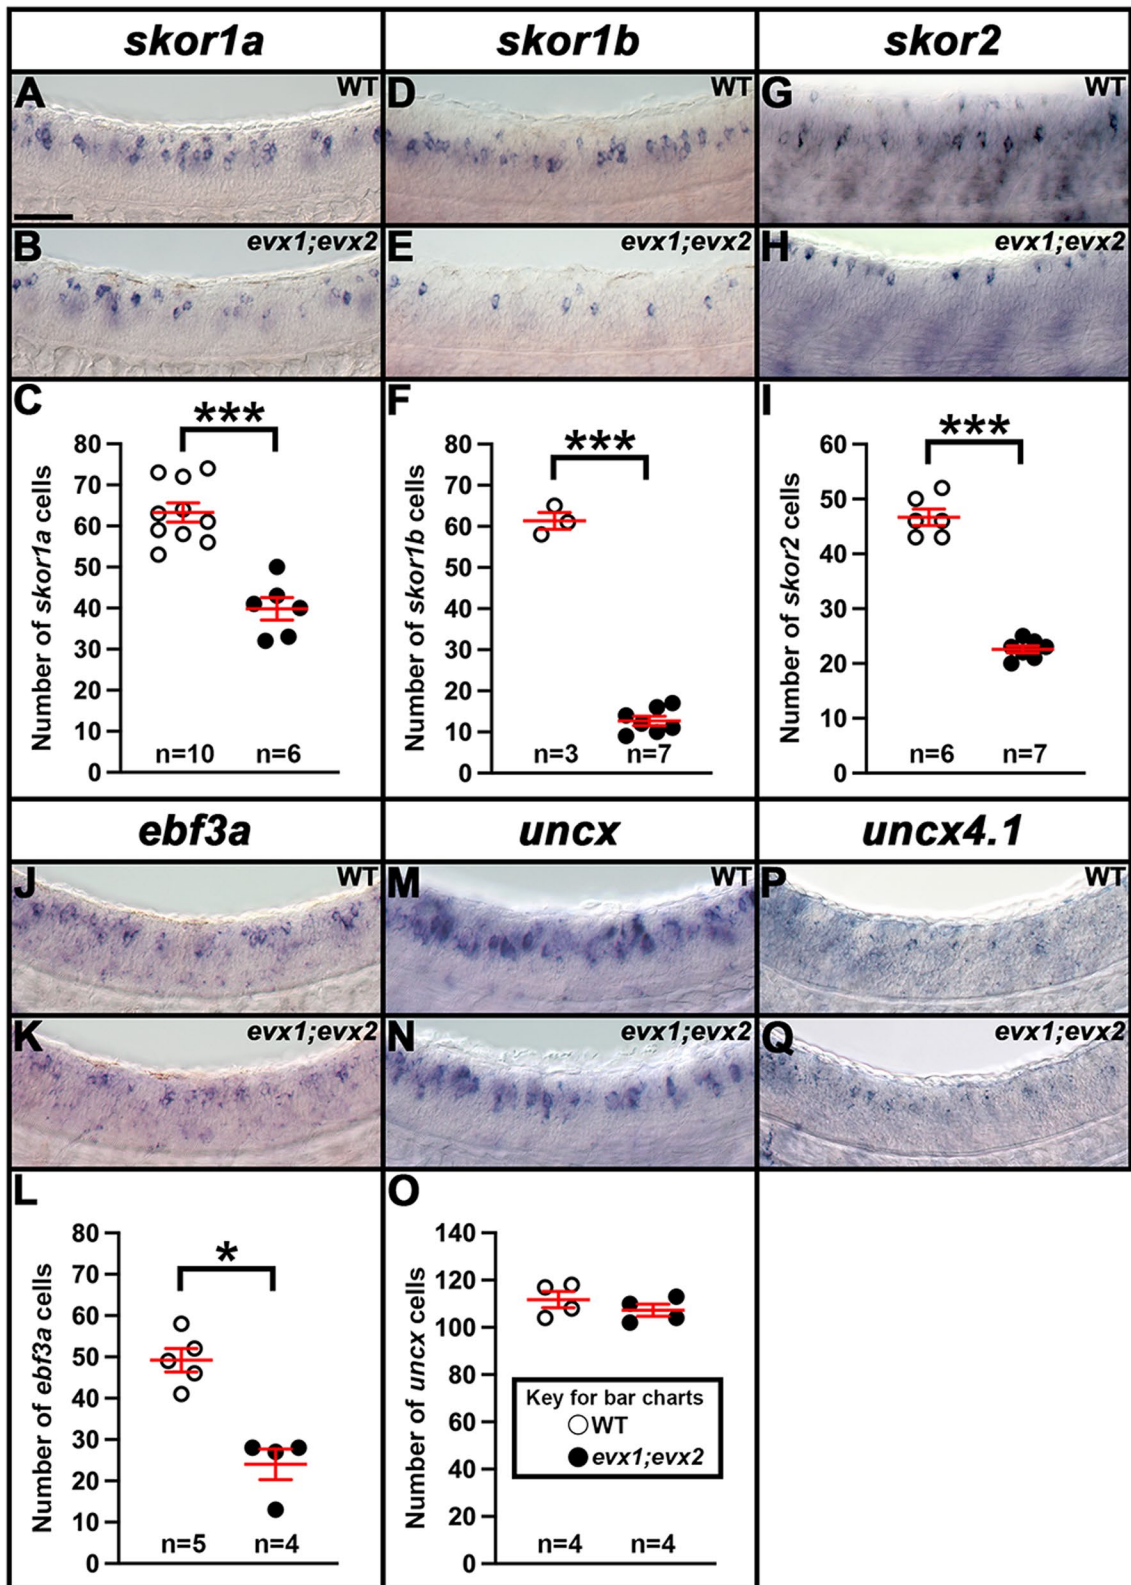 skor1a skor1b skor2
A WT D WT G WT
B evx1;evx2 E evx1;evx2 H evx1;evx2
C F I
Number of skor1a cells
80
70
60
50
40
30
20
10
0
***
n=10 n=6
Number of skor1b cells
80
70
60
50
40
30
20
10
0
***
n=3 n=7
Number of skor2 cells
60
50
40
30
20
10
0
***
n=6 n=7
ebf3a uncx uncx4.1
J WT M WT P WT
K evx1;evx2 N evx1;evx2 Q evx1;evx2
L O
Number of ebf3a cells
80
70
60
50
40
30
20
10
0
*
n=5 n=4
Number of uncx cells
140
120
100
80
60
40
20
0
Key for bar charts
WT
evx1;evx2
n=4 n=4